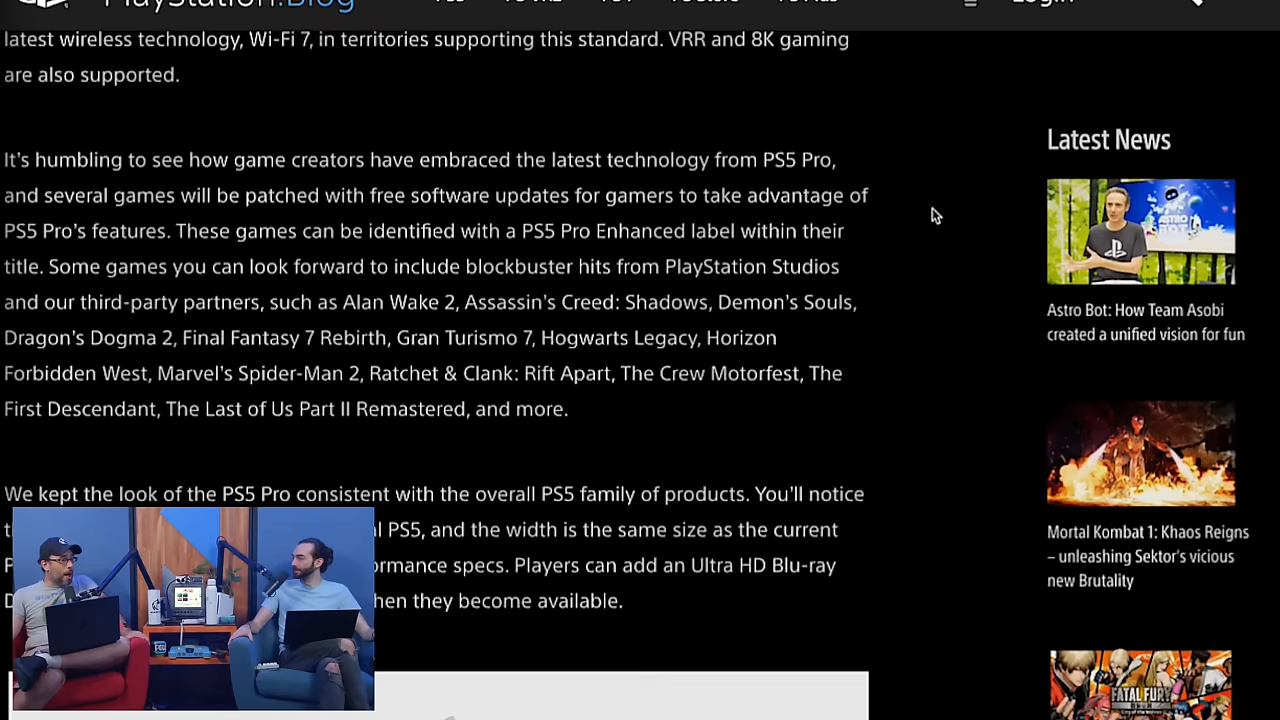 PlayStation.Blog
Login
latest wireless technology, Wi-Fi 7, in territories supporting this standard. VRR and 8K gaming
are also supported.
It's humbling to see how game creators have embraced the latest technology from PS5 Pro,
and several games will be patched with free software updates for gamers to take advantage of
PS5 Pro's features. These games can be identified with a PS5 Pro Enhanced label within their
title. Some games you can look forward to include blockbuster hits from PlayStation Studios
and our third-party partners, such as Alan Wake 2, Assassin's Creed: Shadows, Demon's Souls,
Dragon's Dogma 2, Final Fantasy 7 Rebirth, Gran Turismo 7, Hogwarts Legacy, Horizon
Forbidden West, Marvel's Spider-Man 2, Ratchet & Clank: Rift Apart, The Crew Motorfest, The
First Descendant, The Last of Us Part II Remastered, and more.
We kept the look of the PS5 Pro consistent with the overall PS5 family of products. You'll notice
PS5, and the width is the same size as the current
specs. Players can add an Ultra HD Blu-ray
they become available.
Latest News
ASTRO
BOT
Astro Bot: How Team Asobi
created a unified vision for fun
Mortal Kombat 1: Khaos Reigns
– unleashing Sektor's vicious
new Brutality
FATAL FURY